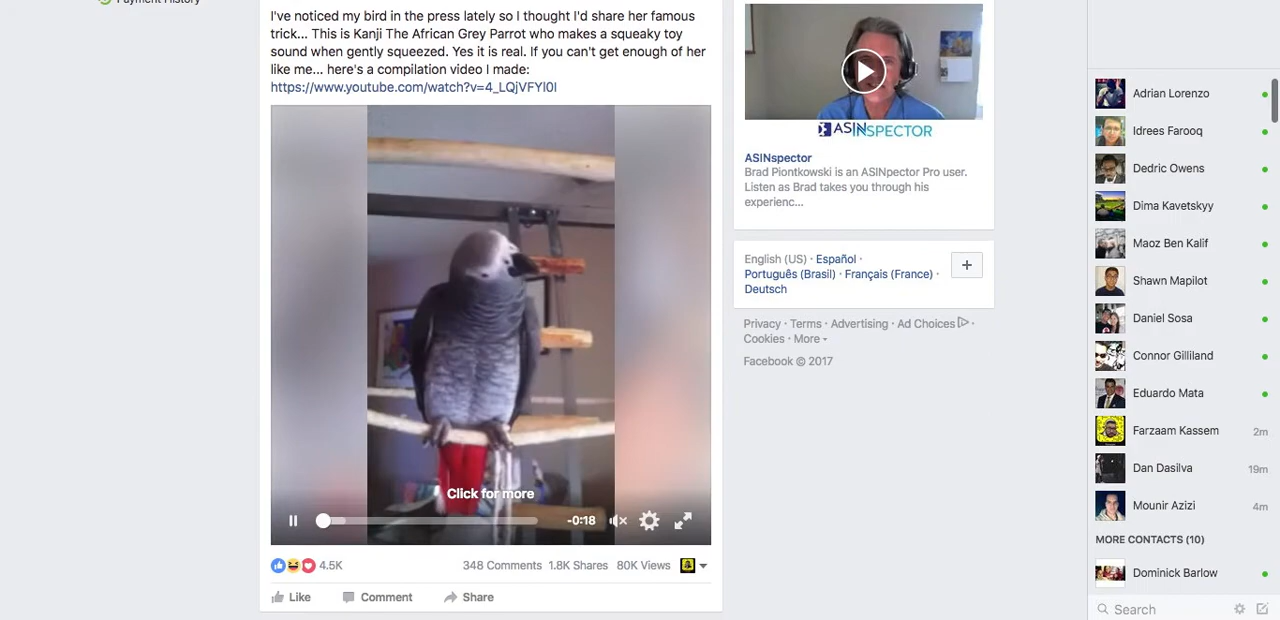 Payment History
I've noticed my bird in the press lately so I thought I'd share her famous
trick... This is Kanji The African Grey Parrot who makes a squeaky toy
sound when gently squeezed. Yes it is real. If you can't get enough of her
like me... here's a compilation video I made:
https://www.youtube.com/watch?v=4_LQjVFYl0I
Click for more
-0:18
4.5K
348 Comments 1.8K Shares 80K Views
Like Comment Share
ASINSPECTOR
ASINspector
Brad Piontkowski is an ASINpector Pro user.
Listen as Brad takes you through his
experienc...
English (US) · Español ·
Português (Brasil) · Français (France) ·
Deutsch
+
Privacy · Terms · Advertising · Ad Choices ·
Cookies · More
Facebook © 2017
Adrian Lorenzo
Idrees Farooq
Dedric Owens
Dima Kavetskyy
Maoz Ben Kalif
Shawn Mapilot
Daniel Sosa
Connor Gilliland
Eduardo Mata
Farzaam Kassem 2m
Dan Dasilva 19m
Mounir Azizi 4m
MORE CONTACTS (10)
Dominick Barlow
Search